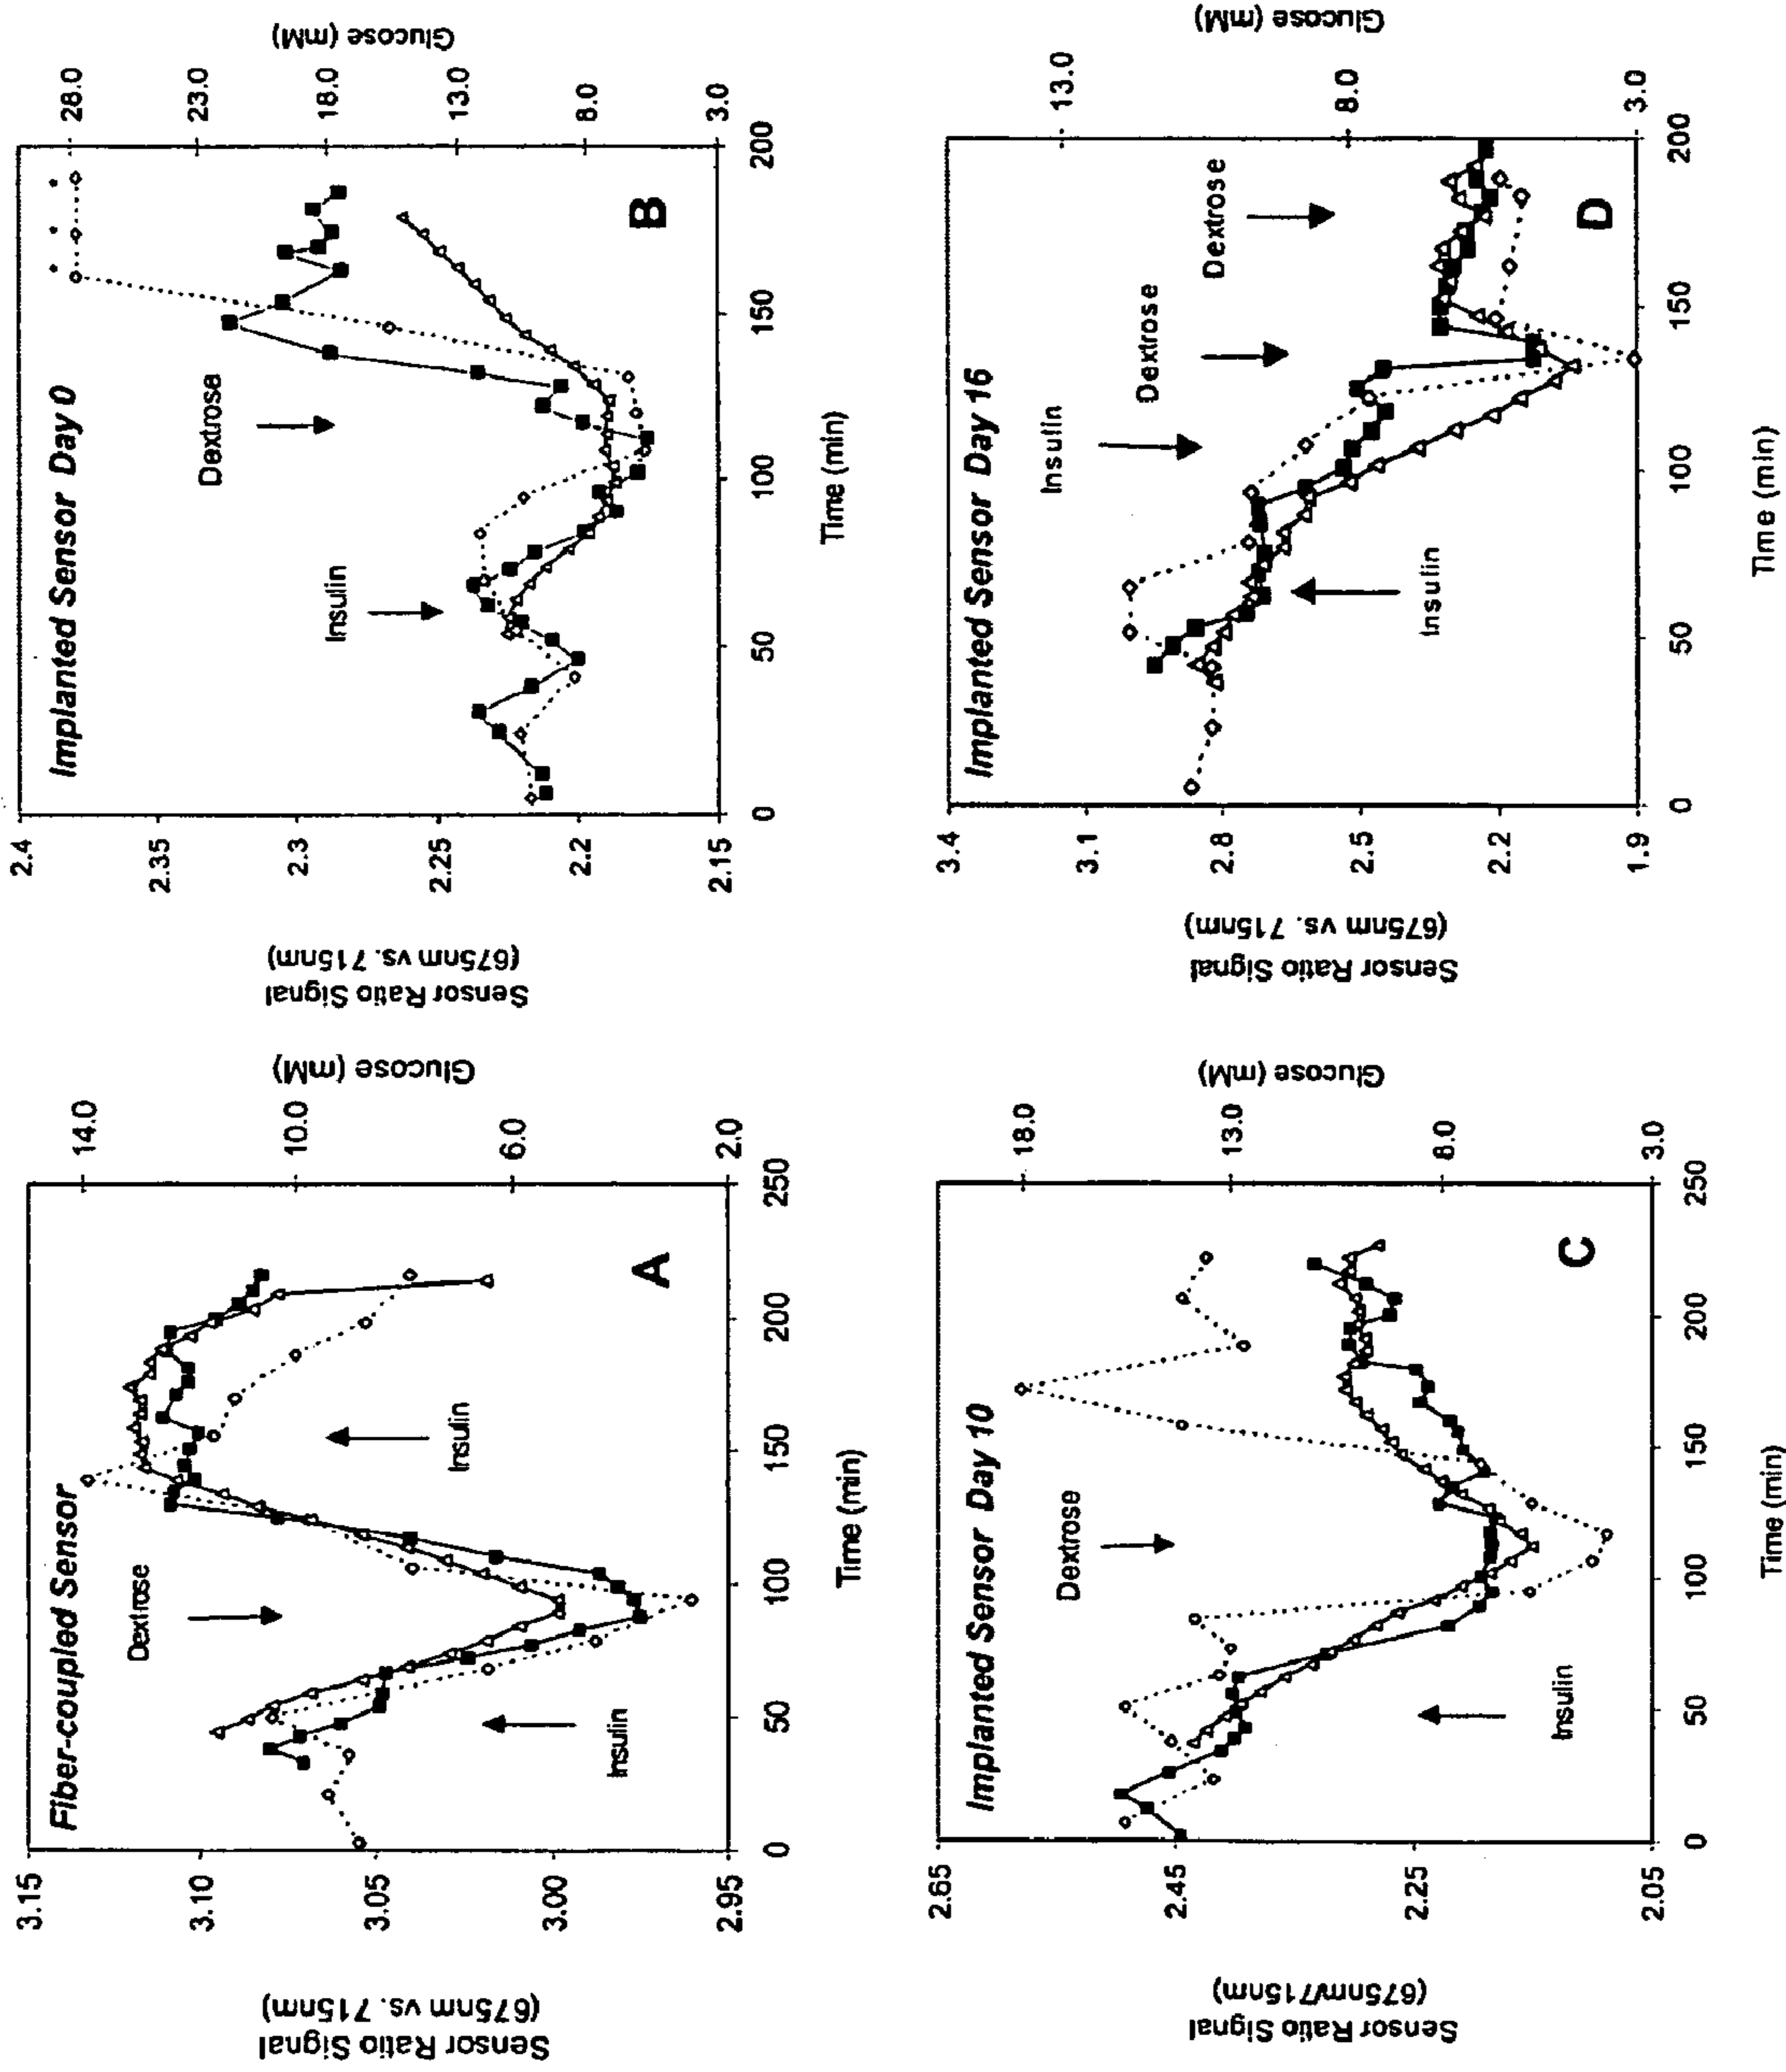 Fiber-coupled Sensor
Sensor Ratio Signal
(675nm vs. 715nm)
3.15
3.10
3.05
3.00
2.95
14.0
10.0
6.0
2.0
Glucose (mM)
Dextrose
Insulin
Insulin
A
0
50
100
150
200
250
Time (min)
Implanted Sensor Day 0
Sensor Ratio Signal
(675nm vs. 715nm)
2.4
2.35
2.3
2.25
2.2
2.15
28.0
23.0
18.0
13.0
8.0
3.0
Glucose (mM)
* * *
Insulin
Dextrose
B
0
50
100
150
200
Time (min)
Implanted Sensor Day 10
Sensor Ratio Signal
(675nm/715nm)
2.65
2.45
2.25
2.05
18.0
13.0
8.0
3.0
Glucose (mM)
Dextrose
Insulin
C
0
50
100
150
200
250
Time (min)
Implanted Sensor Day 16
Sensor Ratio Signal
(675nm vs. 715nm)
3.4
3.1
2.8
2.5
2.2
1.9
13.0
8.0
3.0
Glucose (mM)
Insulin
Dextrose
Dextrose
Insulin
D
0
50
100
150
200
Time (min)